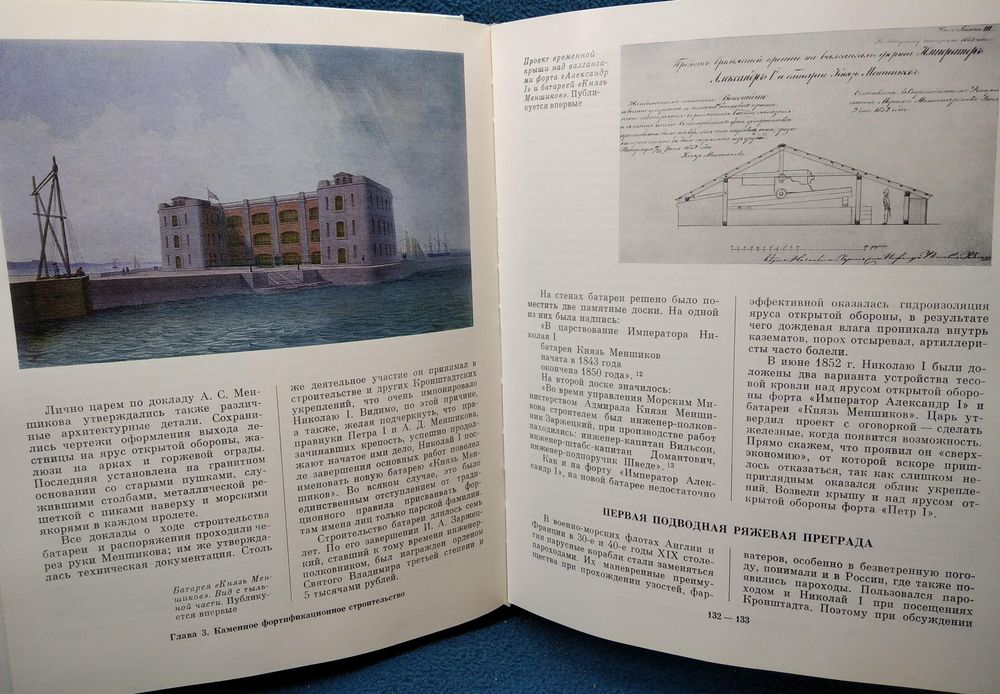 Лично царем по докладу А. С. Мен-
шикова утверждались также различ-
ные архитектурные детали. Сохрани-
лись чертежи оформления выхода ле-
стницы на ярус открытой обороны, жа-
люзи на арках и горжевой ограды.
Последняя установлена на гранитном
основании со старыми пушками, слу-
жившими столбами, металлической ре-
шеткой с пиками наверху и морскими
якорями в каждом пролете.
Все доклады о ходе строительства
батареи и распоряжения проходили че-
рез руки Меншикова; им же утвержда-
лась техническая документация. Столь
Батарея «Князь Мен-
шиков». Вид с тыль-
ной части. Публику-
ется впервые
же деятельное участие он принимал в
строительстве и других Кронштадтских
укреплений, что очень импонировало
Николаю I. Видимо, по этой причине,
а также, желая подчеркнуть, что пра-
правнуки Петра I и А. Д. Меншикова,
зачинавших крепость, успешно продол-
жают начатое ими дело, Николай I пос-
ле завершения основных работ повелел
именовать новую батарею «Князь Мен-
шиков». Во всяком случае, это было
единственным отступлением от тради-
ционного правила присваивать фор-
там имена лиц только царской фамилии.
Строительство батареи длилось семь
лет. По его завершении И. А. Заржец-
кий, ставший к тому времени инженер-
полковником, был награжден орденом
Святого Владимира третьей степени и
5 тысячами рублей.
Глава 3. Каменное фортификационное строительство
Проект временной
крыши над валганга-
ми форта «Александр
I» и батареей «Князь
Меншиков». Публи-
куется впервые
Князь Меншиковъ
На стенах батареи решено было по-
местить две памятные доски. На одной
из них была надпись:
«В царствование Императора Ни-
колая I
батарея Князь Меншиков
начата в 1843 года
окончена 1850 года». 12
На второй доске значилось:
«Во время управления Морским Ми-
нистерством Адмирала Князя Менши-
кова строителем был инженер-полков-
ник Заржецкий, при производстве работ
находились: инженер-капитан Вильсон,
инженер-штабс-капитан Домантович,
инженер-подпоручик Шведе». 13
Как и на форту «Император Алек-
сандр I», на новой батарее недостаточно
эффективной оказалась гидроизоляция
яруса открытой обороны, в результате
чего дождевая влага проникала внутрь
казематов, порох отсыревал, артиллери-
сты часто болели.
В июне 1852 г. Николаю I были до-
ложены два варианта устройства тесо-
вой кровли над ярусом открытой оборо-
ны форта «Император Александр I» и
батареи «Князь Меншиков». Царь ут-
вердил проект с оговоркой — сделать
железные, когда появится возможность.
Прямо скажем, что проявил он «сверх-
экономию», от которой вскоре приш-
лось отказаться, так как слишком не-
приглядным оказался облик укрепле-
ний. Возвели крышу и над ярусом от-
крытой обороны форта «Петр I».
ПЕРВАЯ ПОДВОДНАЯ РЯЖЕВАЯ ПРЕГРАДА
В военно-морских флотах Англии и
Франции в 30-е и 40-е годы XIX столе-
тия парусные корабли стали заменяться
пароходами. Их маневренные преиму-
щества при прохождении узостей, фар-
ватеров, особенно в безветренную пого-
ду, понимали и в России, где также по-
явились пароходы. Пользовался паро-
ходом и Николай I при посещениях
Кронштадта. Поэтому при обсуждении
132 — 133